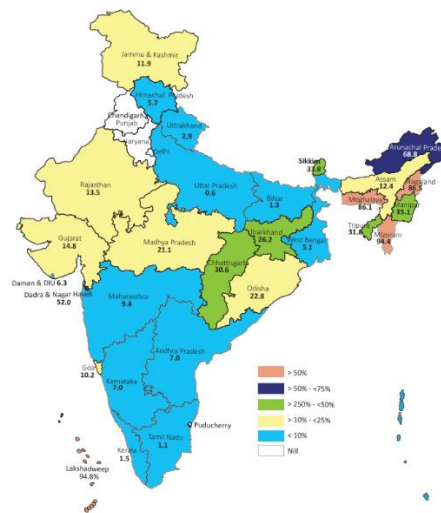 Jammu & Kashmir
11.9
Himachal Pradesh
5.7
Chandigarh
Punjab
Uttrakhand
2.9
Haryana
Delhi
Rajasthan
13.5
Uttar Pradesh
0.6
Bihar
1.3
Sikkim
33.8
Arunachal Prade
68.8
Assam
12.4
Nagaland
86.5
Meghalaya
86.1
Manipur
35.1
Tripura
31.8
Mizoram
94.4
Gujarat
14.8
Madhya Pradesh
21.1
Jharkhand
26.2
West Bengal
5.1
Chhattisgarh
30.6
Odisha
22.8
Daman & DIU 6.3
Dadra & Nagar Haveli
52.0
Maharasthra
9.4
Andhra Pradesh
7.0
Goa
10.2
Karnataka
7.0
Puducherry
Tamil Nadu
1.1
Kerala
1.5
Lakshadweep
94.8%
> 50%
> 50% - <75%
> 250% - <50%
> 10% - <25%
< 10%
Nill